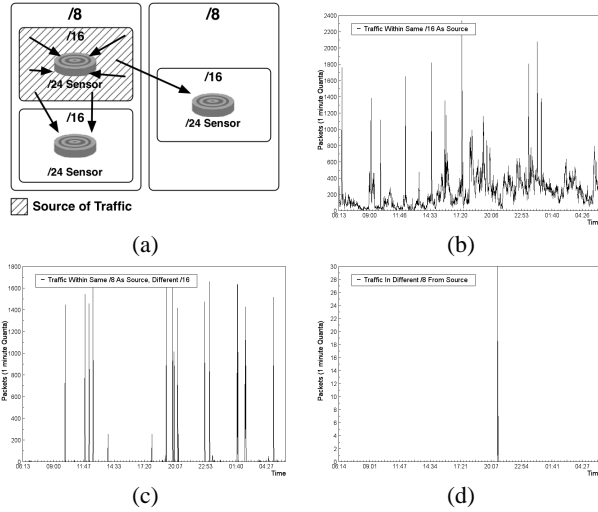 /8
/8
/16
/24 Sensor
/16
/24 Sensor
/16
/24 Sensor
Source of Traffic
(a)
Traffic Within Same /16 As Source
Packets (1 minute Quanta)
2400
2200
2000
1800
1600
1400
1200
1000
800
600
400
200
0
06:13 09:00 11:46 14:33 17:20 20:06 22:53 01:40 04:26
Time
(b)
Traffic Within Same /8 As Source, Different /16
Packets (1 minute Quanta)
1800
1600
1400
1200
1000
800
600
400
200
0
06:13 09:00 11:47 14:33 17:20 20:07 22:53 01:40 04:27
Time
(c)
Traffic In Different /8 From Source
Packets (1 minute Quanta)
30
28
26
24
22
20
18
16
14
12
10
8
6
4
2
0
06:14 09:01 11:47 14:34 17:21 20:07 22:54 01:41 04:27
Time
(d)